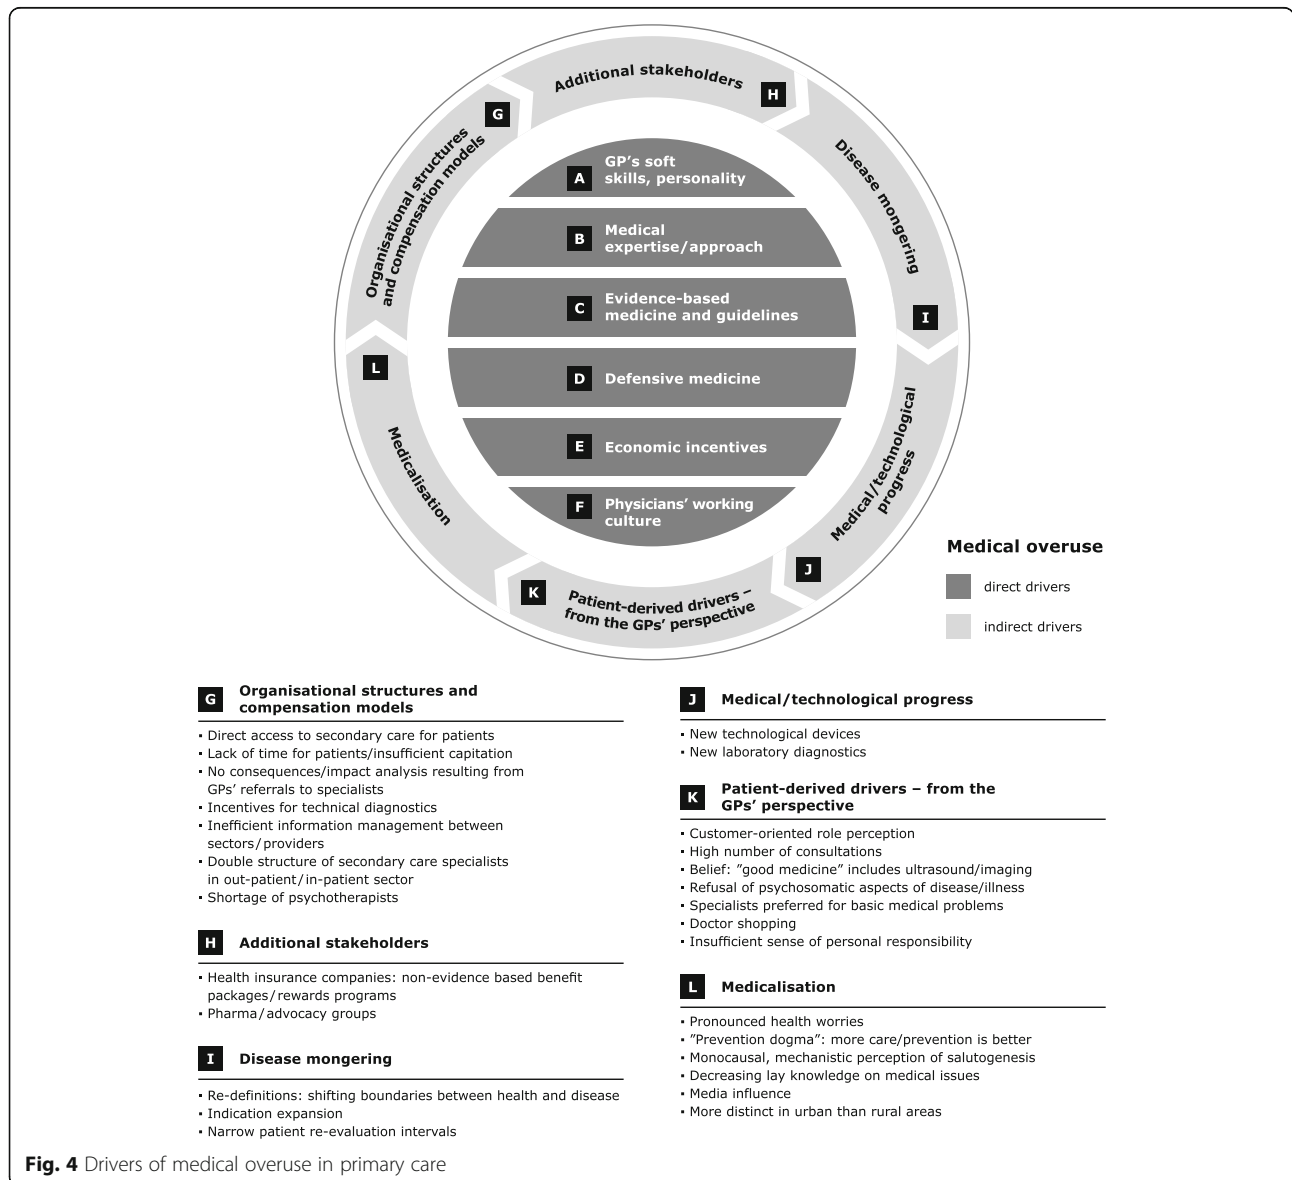 Additional stakeholders
H
G
Organisational structures
and compensation models
Disease mongering
I
A
GP’s soft
skills, personality
B
Medical
expertise/approach
C
Evidence-based
medicine and guidelines
D
Defensive medicine
E
Economic incentives
F
Physicians’ working
culture
L
Medicalisation
Medical/technological
progress
J
K
Patient-derived drivers –
from the GPs’ perspective
Medical overuse
direct drivers
indirect drivers
G
Organisational structures and
compensation models
▪ Direct access to secondary care for patients
▪ Lack of time for patients/insufficient capitation
▪ No consequences/impact analysis resulting from
GPs’ referrals to specialists
▪ Incentives for technical diagnostics
▪ Inefficient information management between
sectors/providers
▪ Double structure of secondary care specialists
in out-patient/in-patient sector
▪ Shortage of psychotherapists
H
Additional stakeholders
▪ Health insurance companies: non-evidence based benefit
packages/rewards programs
▪ Pharma/advocacy groups
I
Disease mongering
▪ Re-definitions: shifting boundaries between health and disease
▪ Indication expansion
▪ Narrow patient re-evaluation intervals
J
Medical/technological progress
▪ New technological devices
▪ New laboratory diagnostics
K
Patient-derived drivers – from the
GPs’ perspective
▪ Customer-oriented role perception
▪ High number of consultations
▪ Belief: ”good medicine” includes ultrasound/imaging
▪ Refusal of psychosomatic aspects of disease/illness
▪ Specialists preferred for basic medical problems
▪ Doctor shopping
▪ Insufficient sense of personal responsibility
L
Medicalisation
▪ Pronounced health worries
▪ ”Prevention dogma”: more care/prevention is better
▪ Monocausal, mechanistic perception of salutogenesis
▪ Decreasing lay knowledge on medical issues
▪ Media influence
▪ More distinct in urban than rural areas
Fig. 4 Drivers of medical overuse in primary care